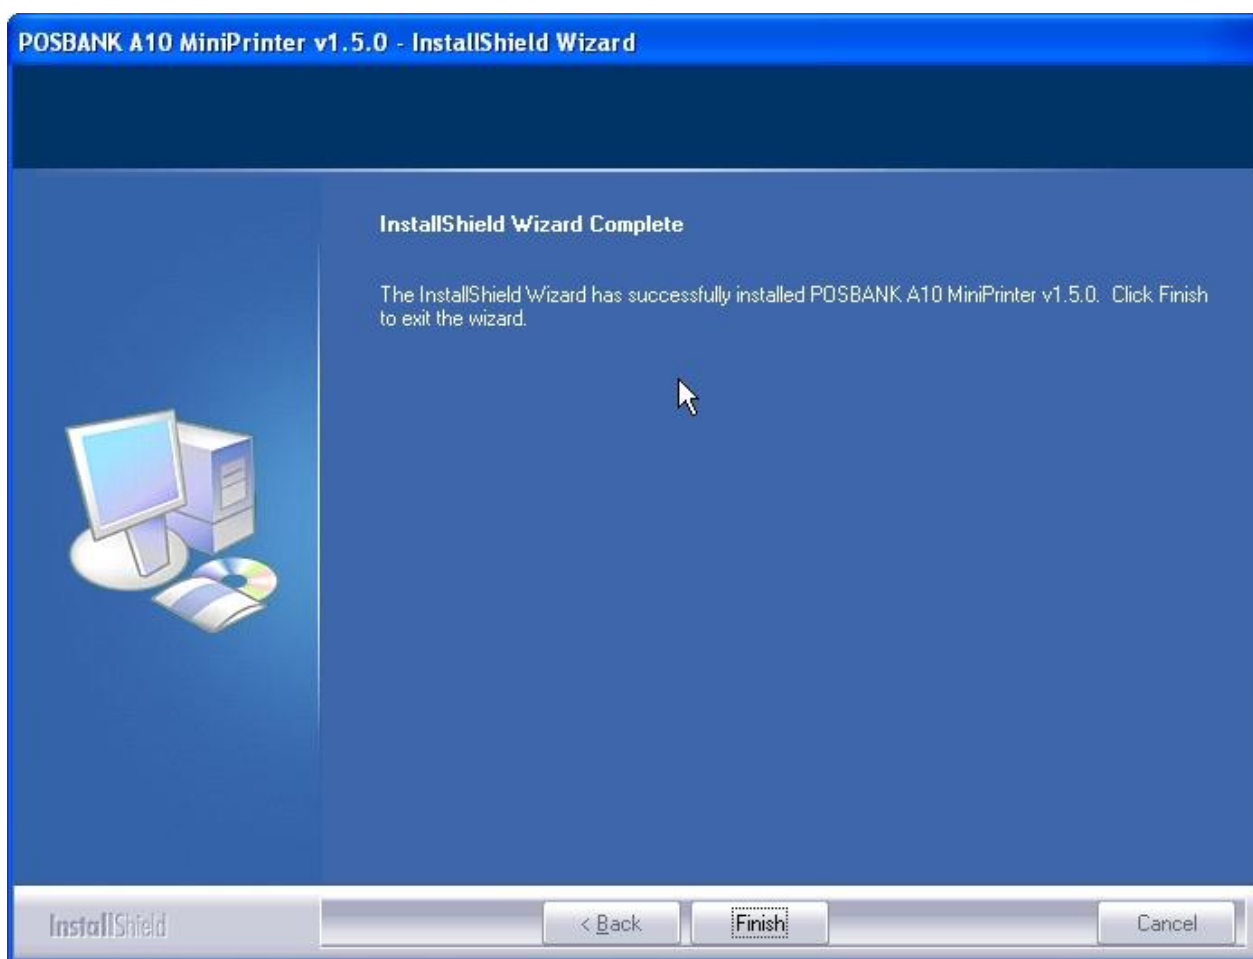 POSBANK A10 MiniPrinter v1.5.0 - InstallShield Wizard
InstallShield Wizard Complete
The InstallShield Wizard has successfully installed POSBANK A10 MiniPrinter v1.5.0.  Click Finish
to exit the wizard.
InstallShield
< Back
Finish
Cancel